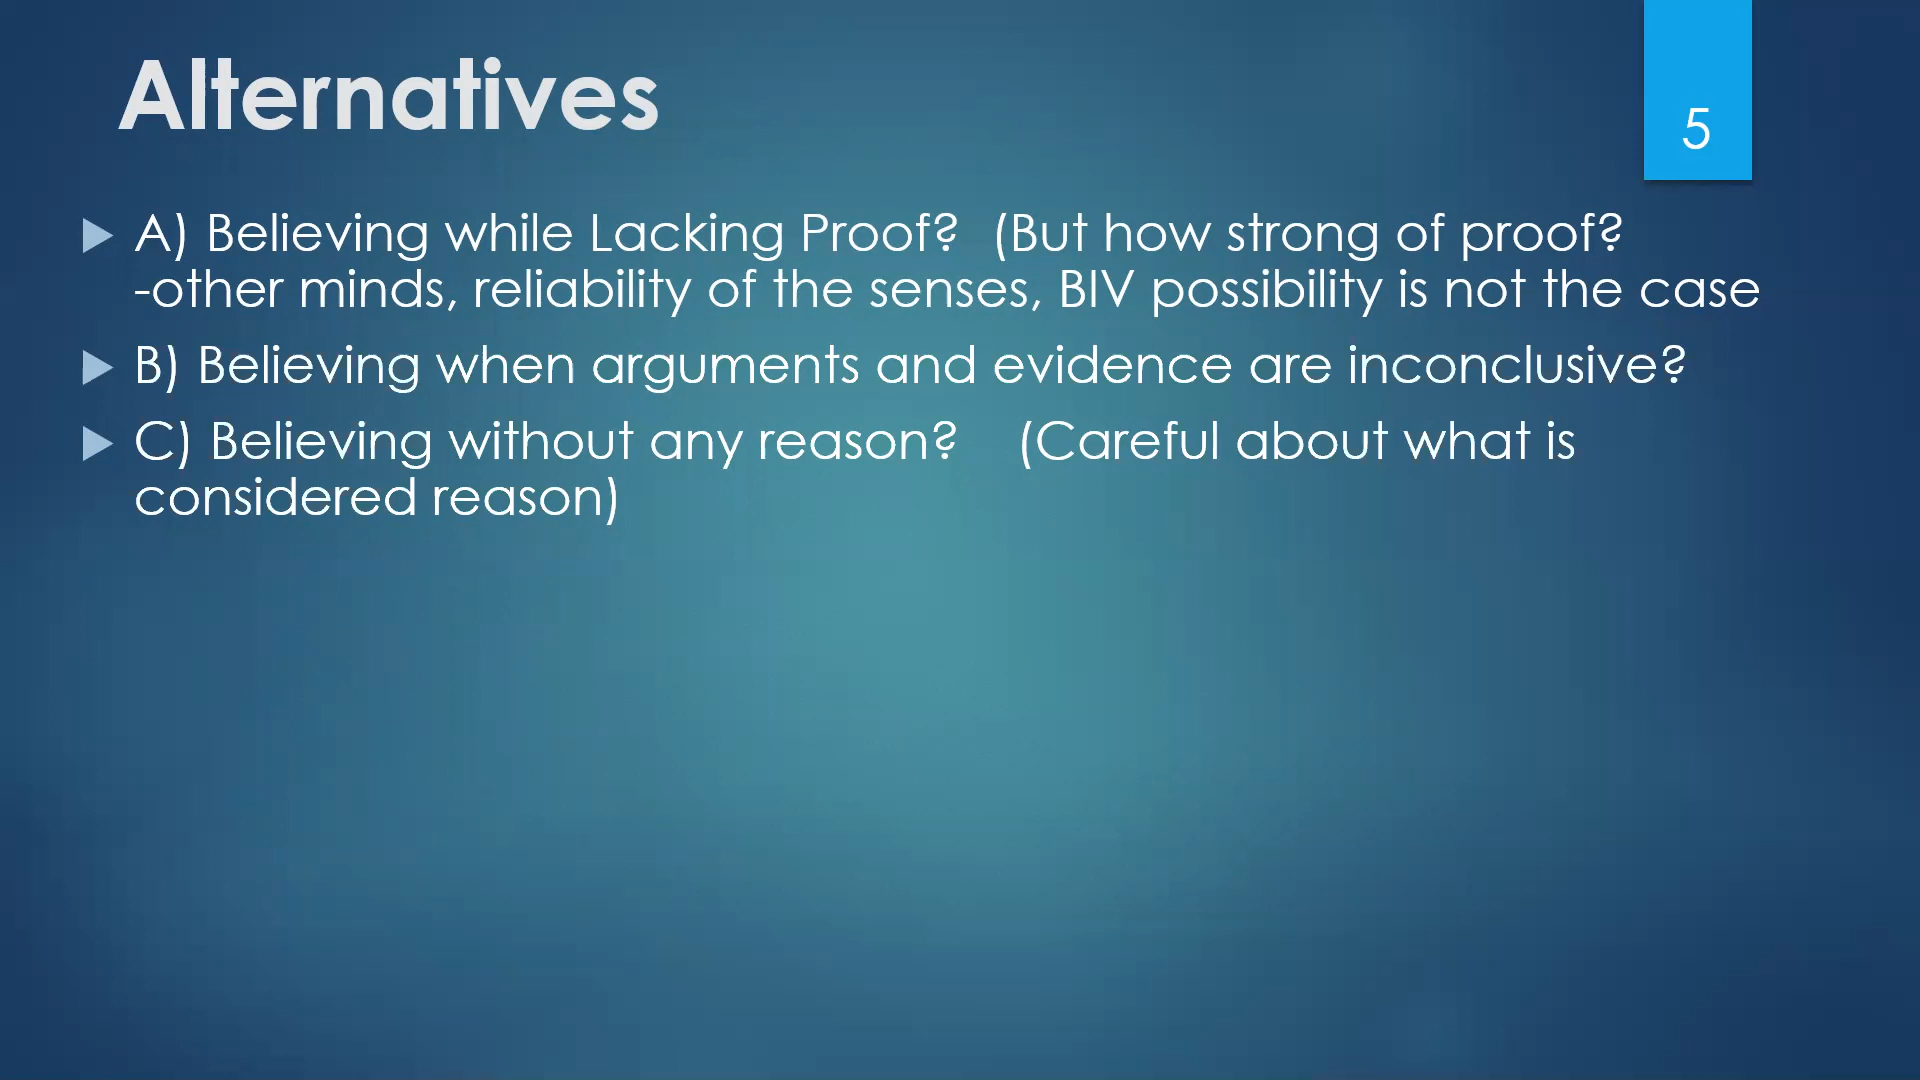 Alternatives
5
A) Believing while Lacking Proof?  (But how strong of proof?
-other minds, reliability of the senses, BIV possibility is not the case
B) Believing when arguments and evidence are inconclusive?
C) Believing without any reason?    (Careful about what is
considered reason)